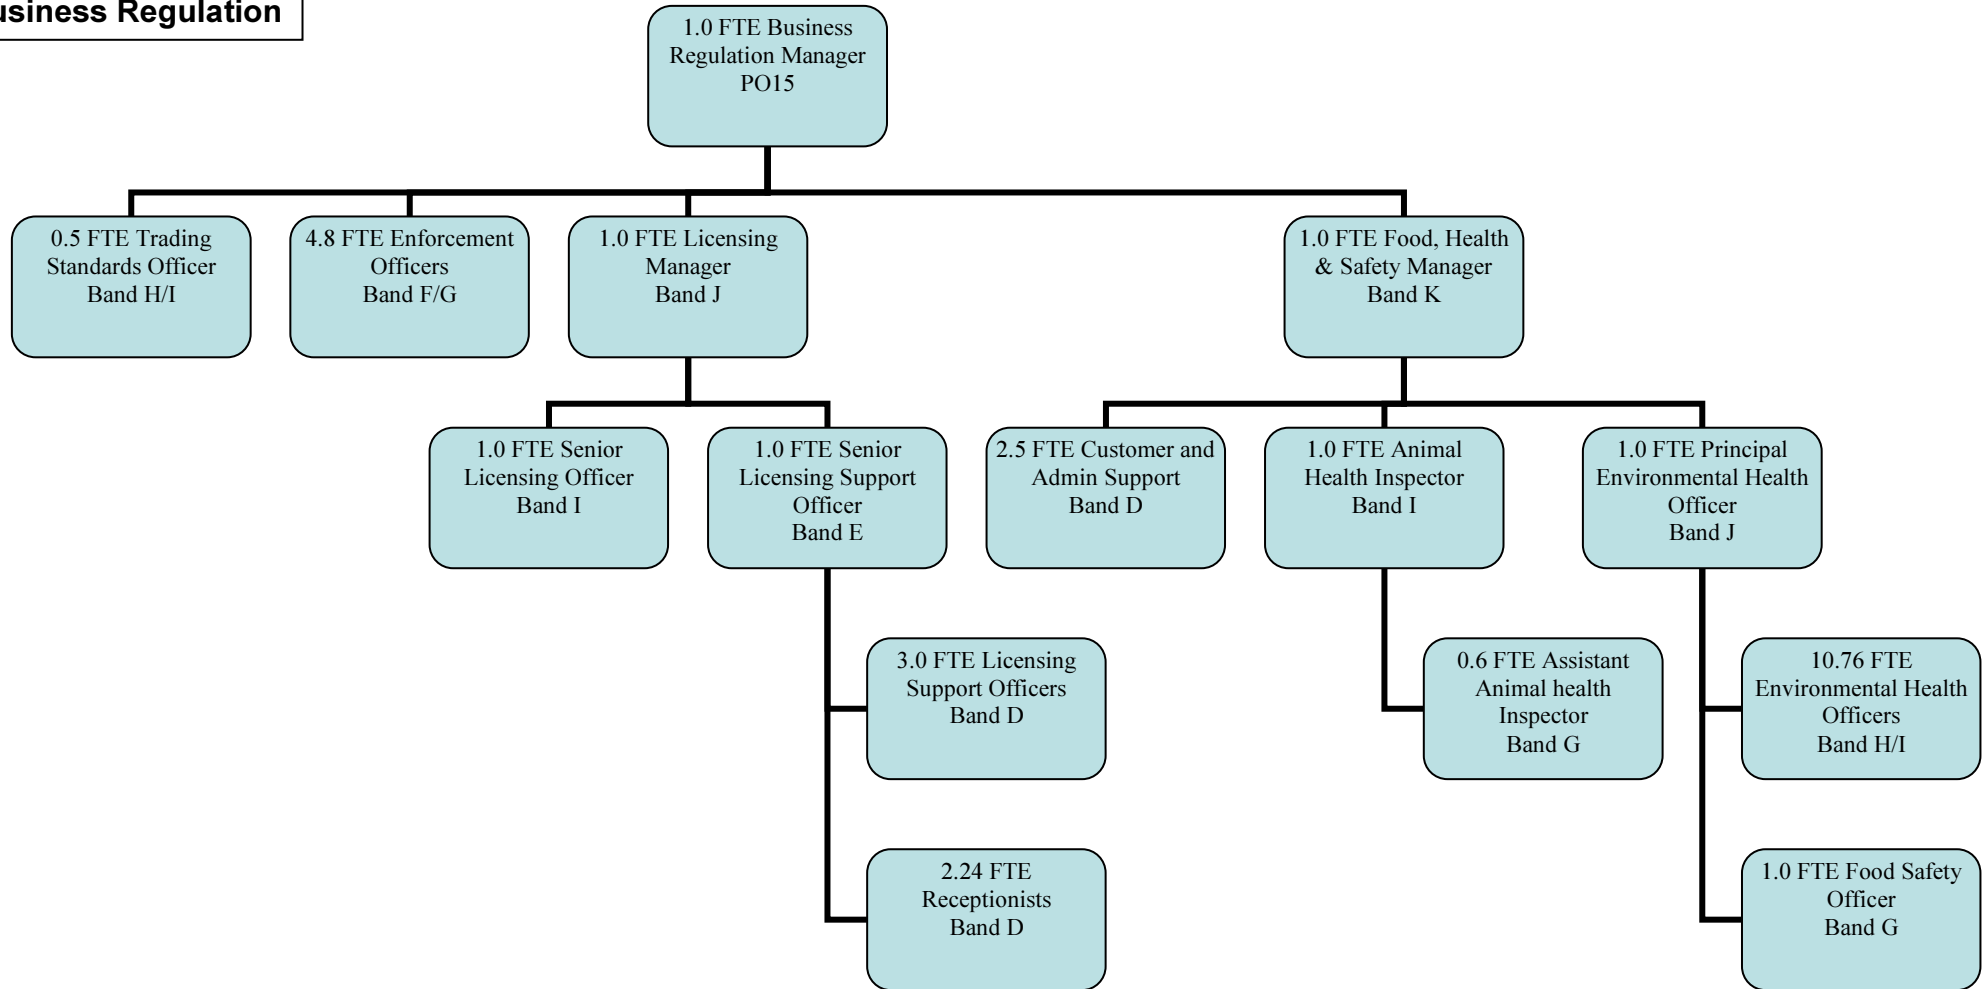 usiness Regulation
1.0 FTE Business
Regulation Manager
PO15
0.5 FTE Trading
Standards Officer
Band H/I
4.8 FTE Enforcement
Officers
Band F/G
1.0 FTE Licensing
Manager
Band J
1.0 FTE Food, Health
& Safety Manager
Band K
1.0 FTE Senior
Licensing Officer
Band I
1.0 FTE Senior
Licensing Support
Officer
Band E
2.5 FTE Customer and
Admin Support
Band D
1.0 FTE Animal
Health Inspector
Band I
1.0 FTE Principal
Environmental Health
Officer
Band J
3.0 FTE Licensing
Support Officers
Band D
0.6 FTE Assistant
Animal health
Inspector
Band G
10.76 FTE
Environmental Health
Officers
Band H/I
2.24 FTE
Receptionists
Band D
1.0 FTE Food Safety
Officer
Band G